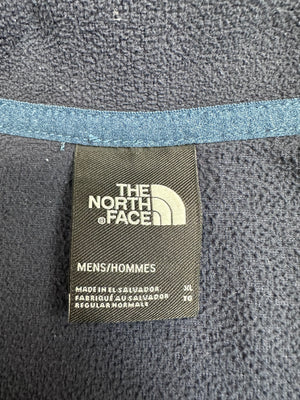 THE
NORTH
FACE
®
MENS/HOMMES
MADE IN EL SALVADOR XL
FABRIQUÉ AU SALVADOR TG
REGULAR NORMALE